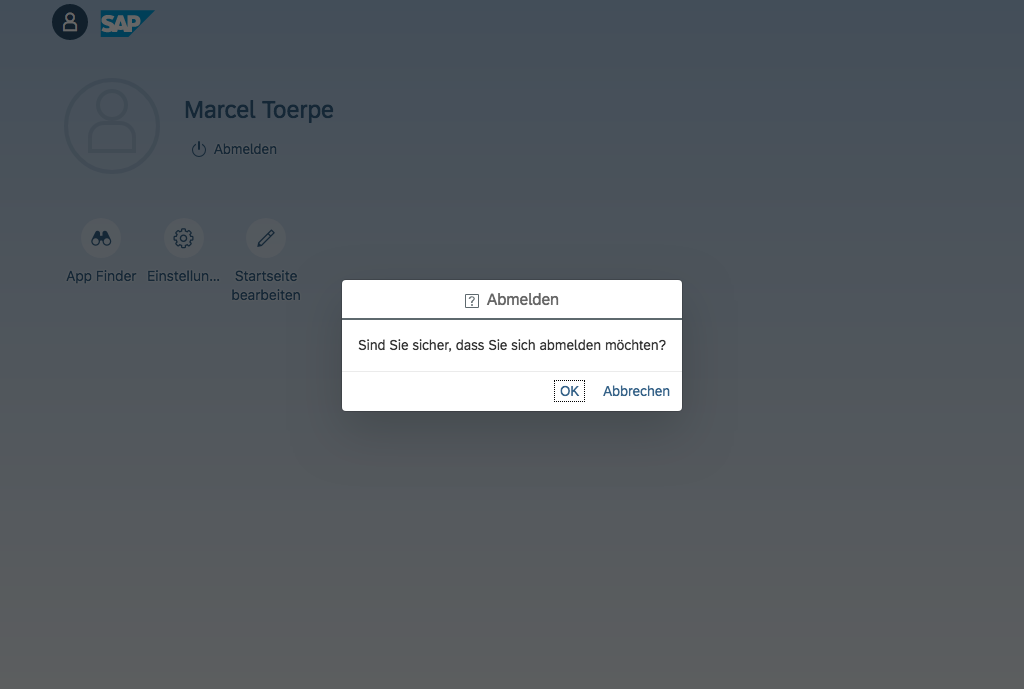 SAP
Marcel Toerpe
Abmelden
App Finder
Einstellun...
Startseite
bearbeiten
Abmelden
Sind Sie sicher, dass Sie sich abmelden möchten?
OK
Abbrechen